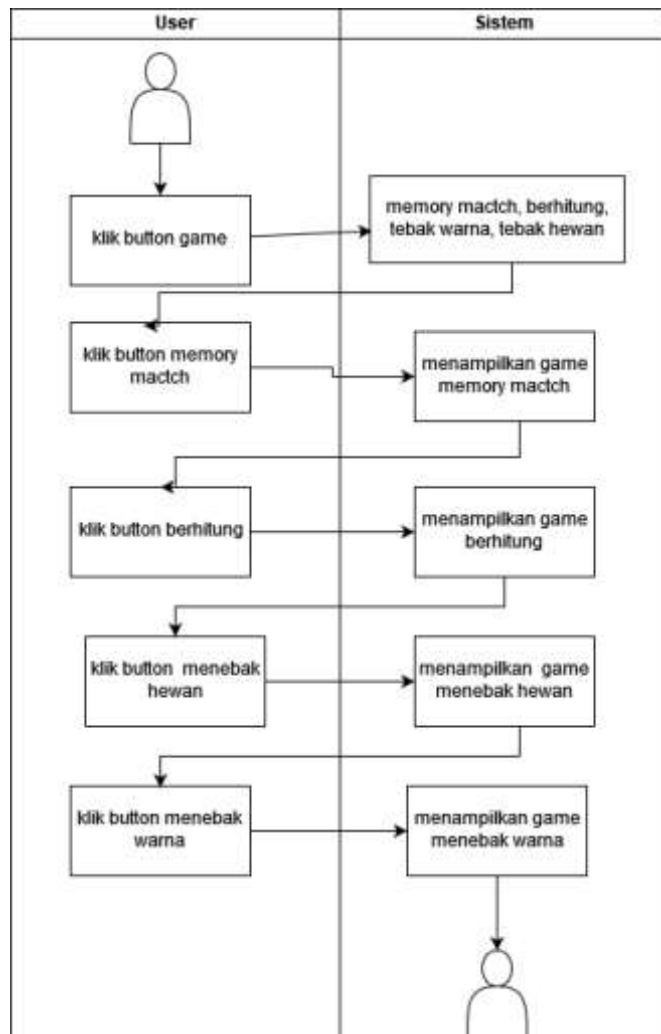 User
Sistem
klik button game
memory mactch, berhitung,
tebak warna, tebak hewan
klik button memory
mactch
menampilkan game
memory mactch
klik button berhitung
menampilkan game
berhitung
klik button menebak
hewan
menampilkan game
menebak hewan
klik button menebak
warna
menampilkan game
menebak warna